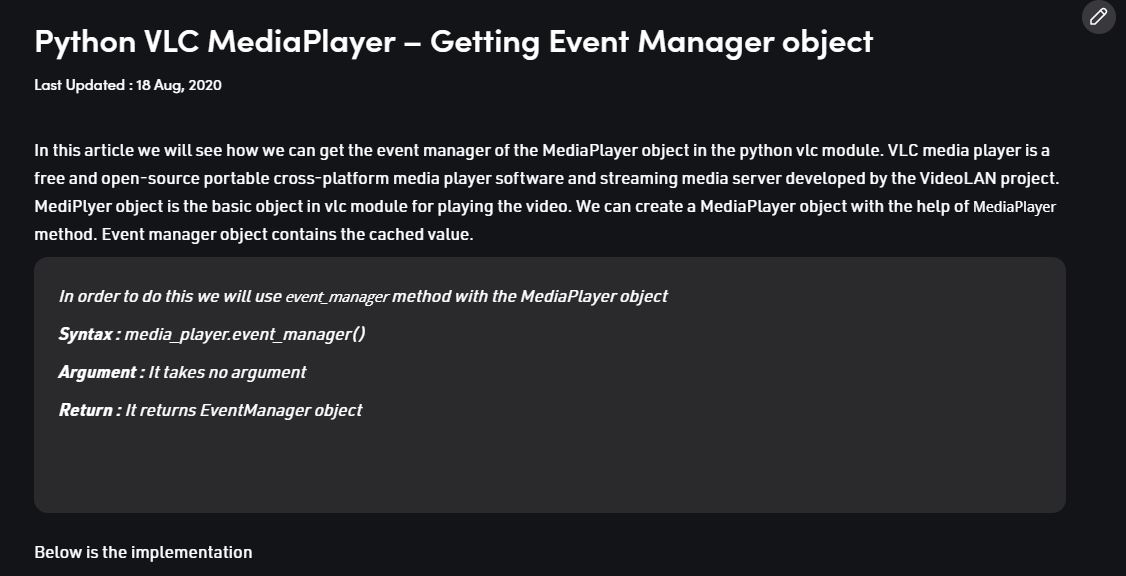 Python VLC MediaPlayer – Getting Event Manager object
Last Updated : 18 Aug, 2020
In this article we will see how we can get the event manager of the MediaPlayer object in the python vlc module. VLC media player is a
free and open-source portable cross-platform media player software and streaming media server developed by the VideoLAN project.
MediPlyer object is the basic object in vlc module for playing the video. We can create a MediaPlayer object with the help of MediaPlayer
method. Event manager object contains the cached value.
In order to do this we will use event_manager method with the MediaPlayer object
Syntax : media_player.event_manager()
Argument : It takes no argument
Return : It returns EventManager object
Below is the implementation